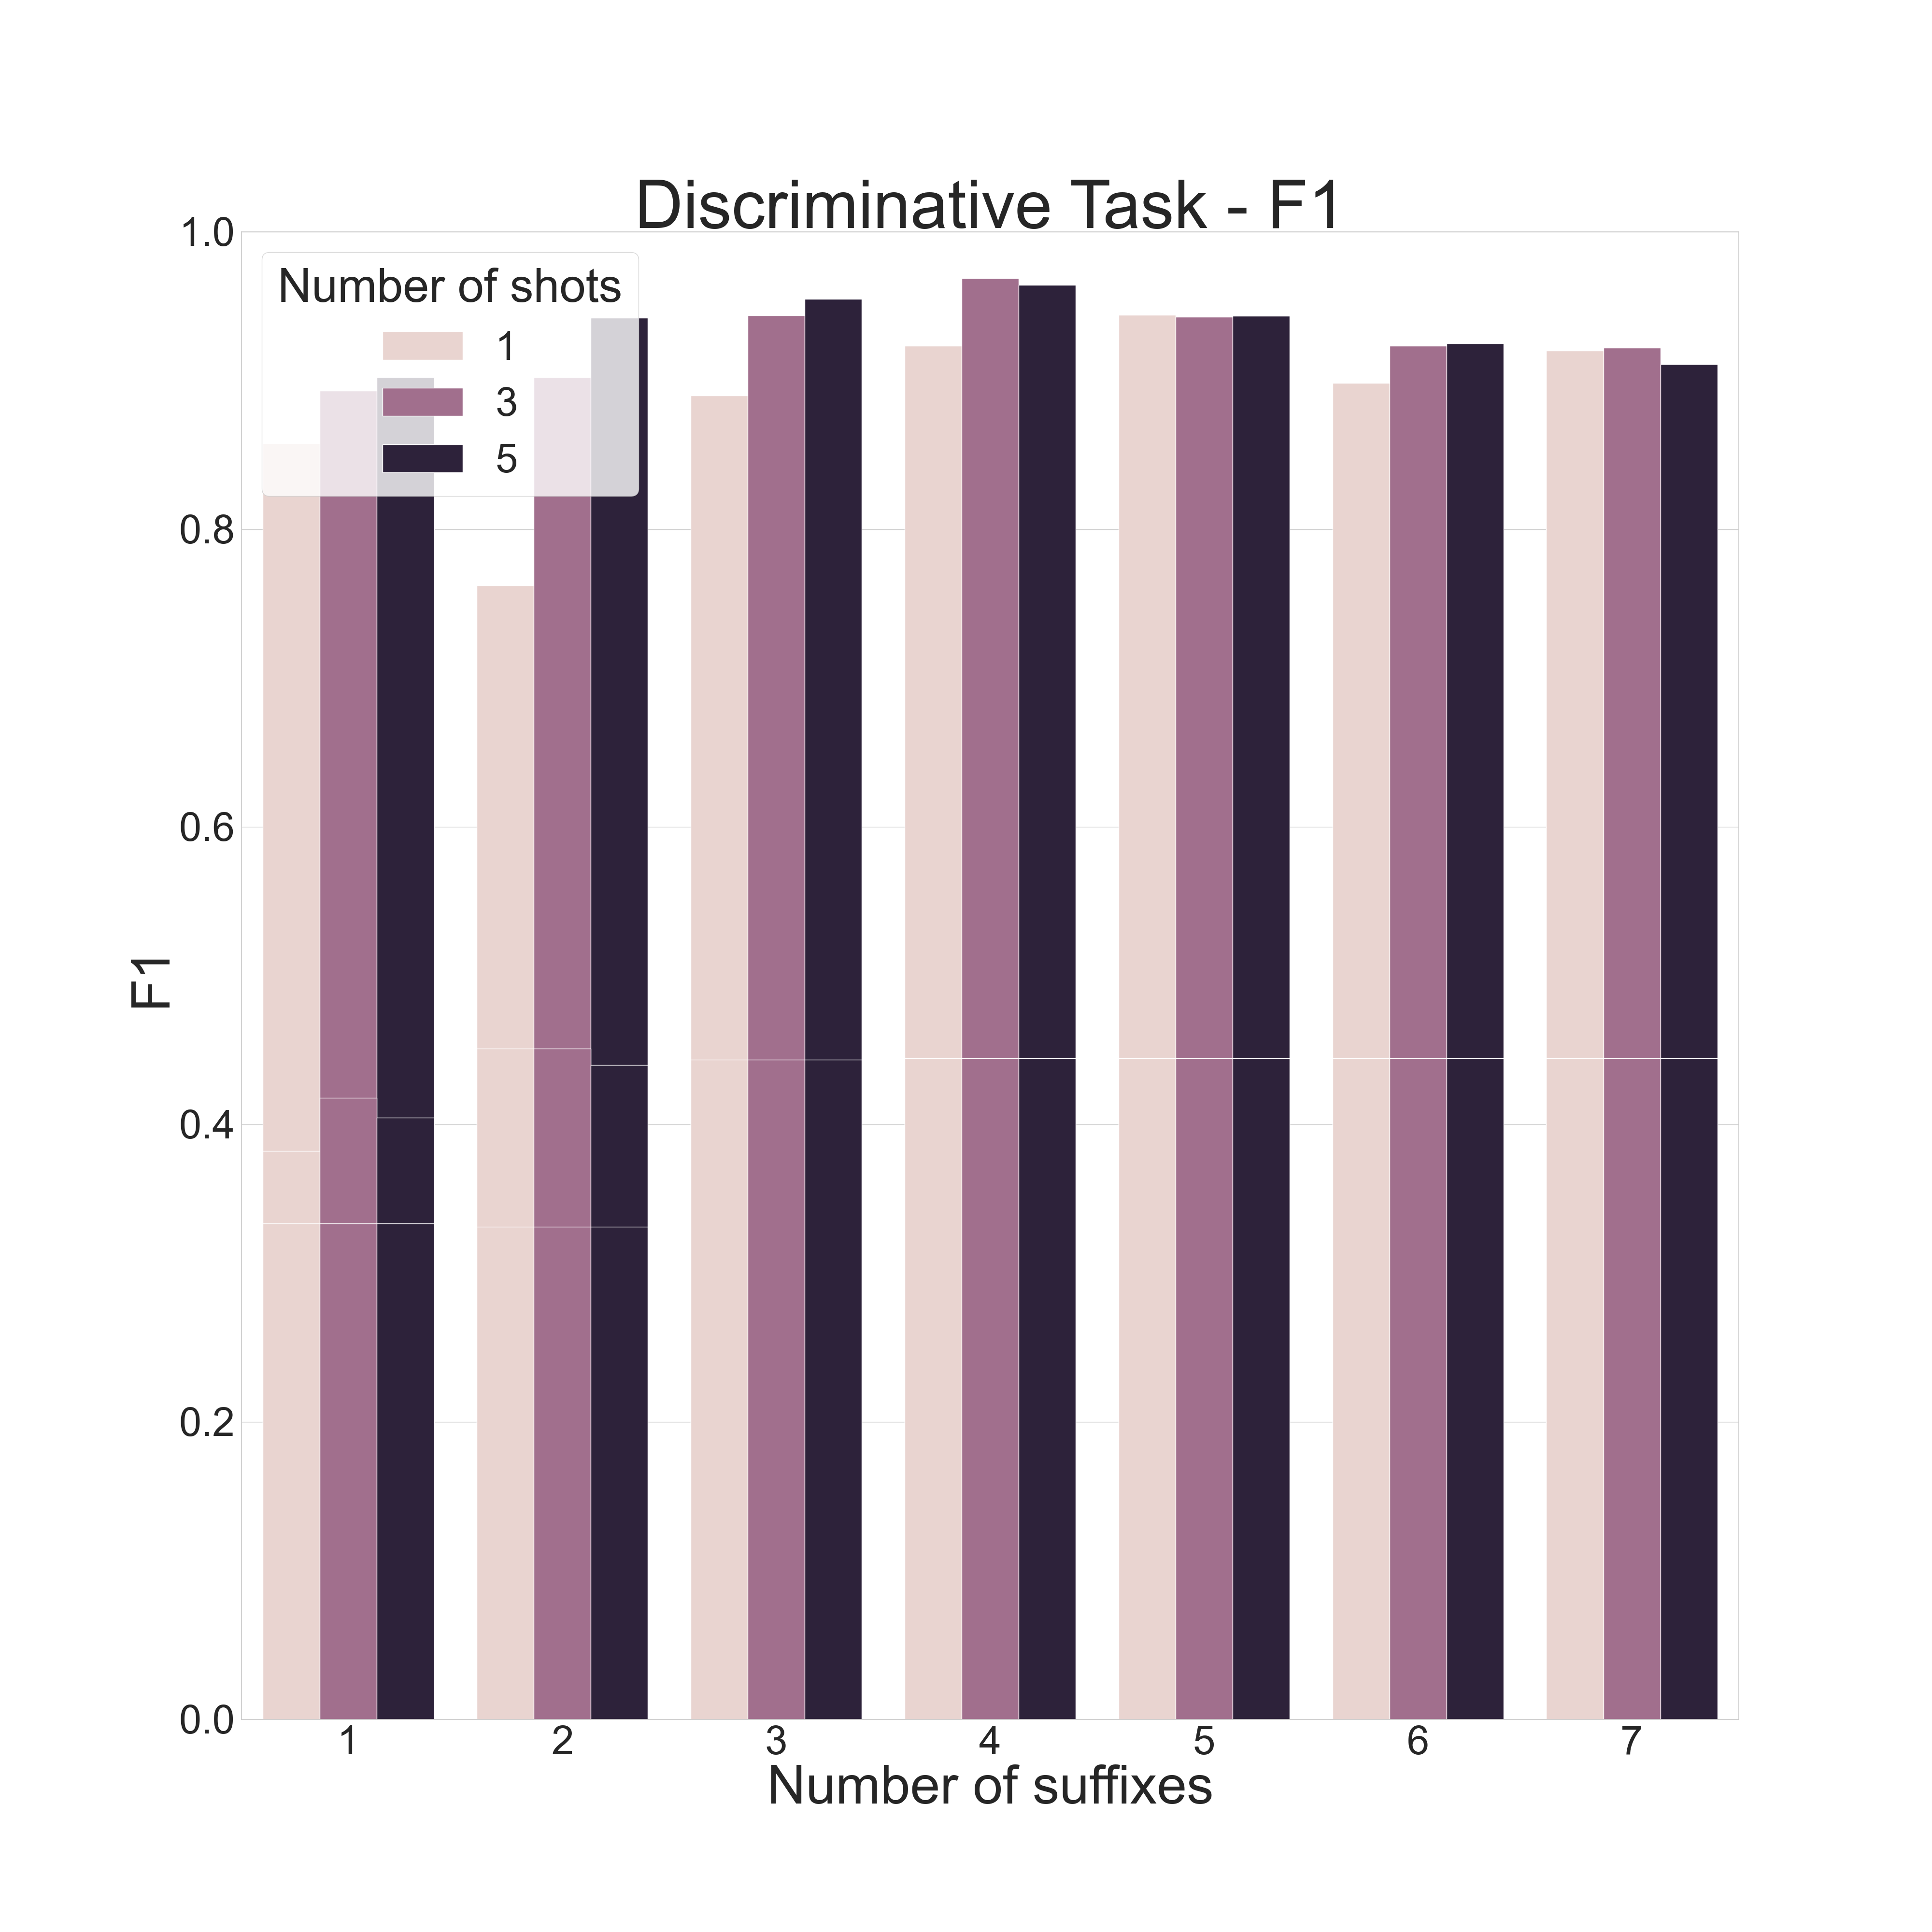 Discriminative Task - F1
1.0
0.8
0.6
0.4
0.2
0.0
F1
Number of shots
1
3
5
1 2 3 4 5 6 7
Number of suffixes